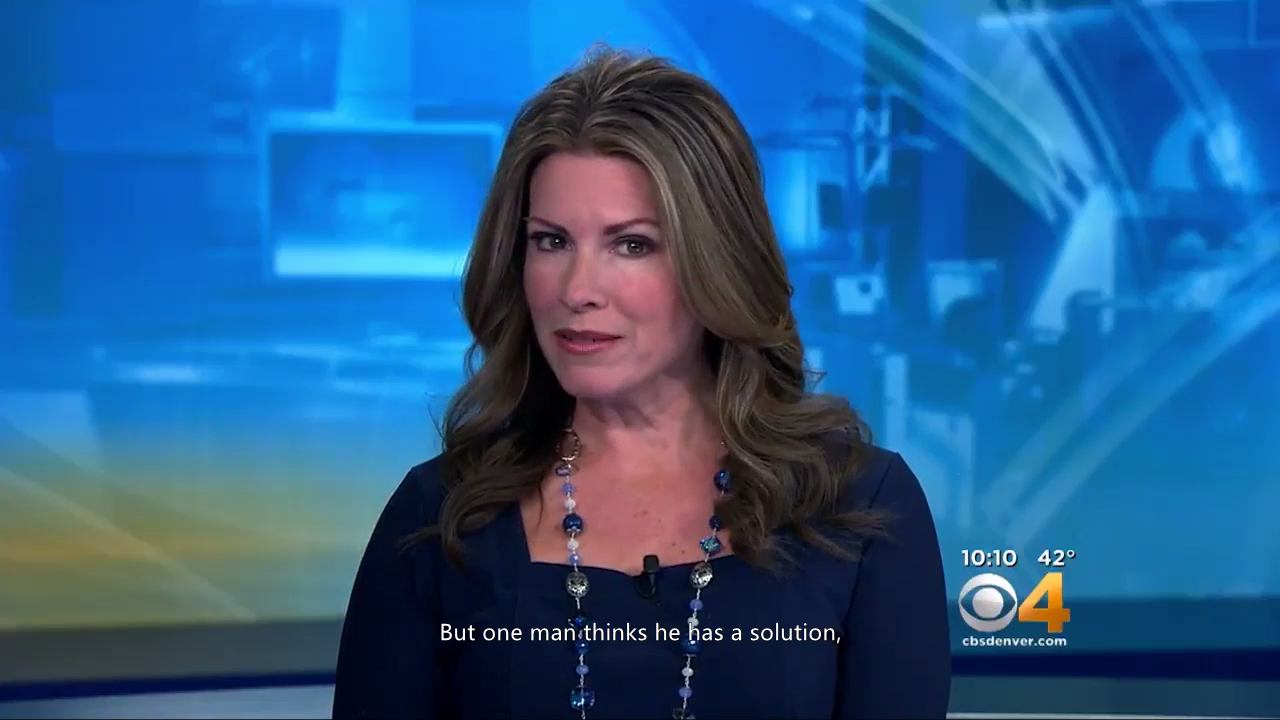 10:10 42°
4
cbsdenver.com
But one man thinks he has a solution,